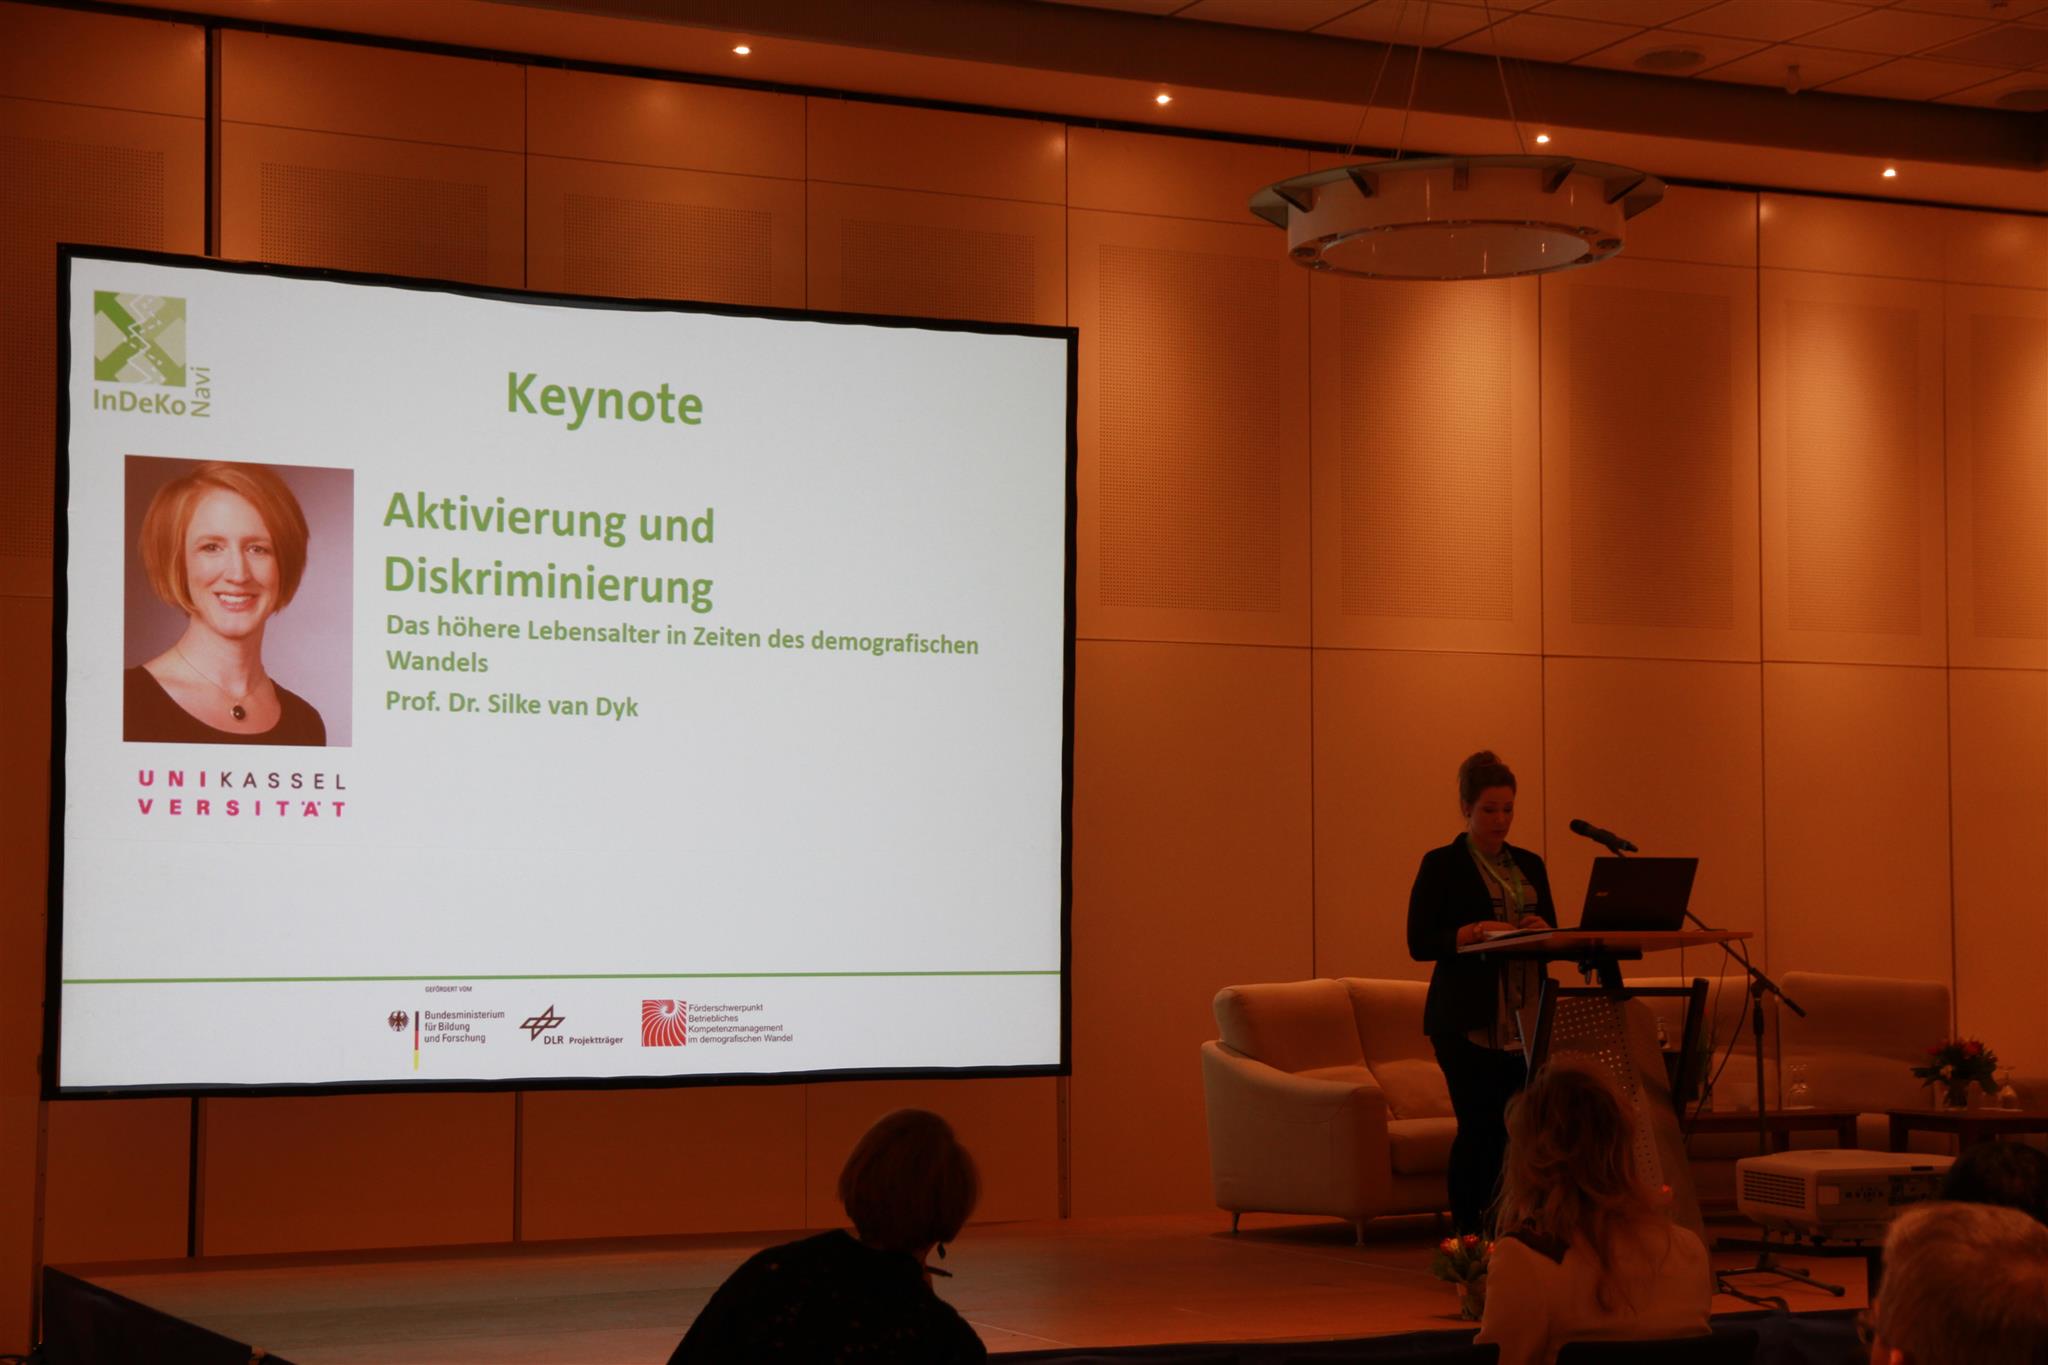 InDeKo
Navi
Keynote
Aktivierung und
Diskriminierung
Das höhere Lebensalter in Zeiten des demografischen
Wandels
Prof. Dr. Silke van Dyk
UNIKASSEL
VERSITÄT
GEFÖRDERT VOM
Bundesministerium
für Bildung
und Forschung
DLR Projektträger
Förderschwerpunkt
Betriebliches
Kompetenzmanagement
im demografischen Wandel